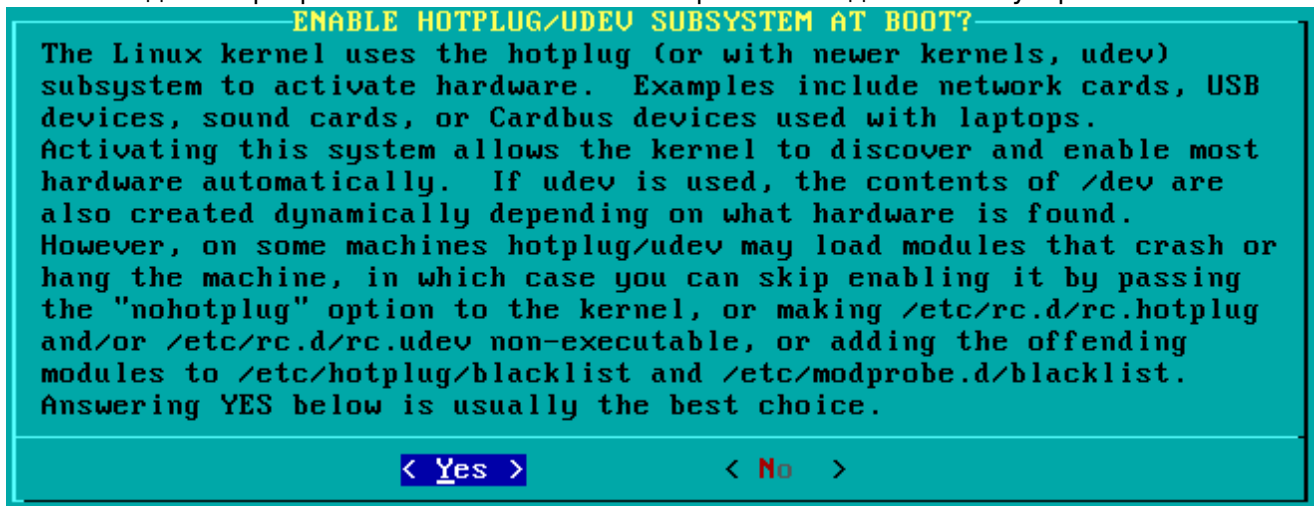 ENABLE HOTPLUG/UDEV SUBSYSTEM AT BOOT?
The Linux kernel uses the hotplug (or with newer kernels, udev)
subsystem to activate hardware.  Examples include network cards, USB
devices, sound cards, or Cardbus devices used with laptops.
Activating this system allows the kernel to discover and enable most
hardware automatically.  If udev is used, the contents of /dev are
also created dynamically depending on what hardware is found.
However, on some machines hotplug/udev may load modules that crash or
hang the machine, in which case you can skip enabling it by passing
the "nohotplug" option to the kernel, or making /etc/rc.d/rc.hotplug
and/or /etc/rc.d/rc.udev non-executable, or adding the offending
modules to /etc/hotplug/blacklist and /etc/modprobe.d/blacklist.
Answering YES below is usually the best choice.
< Yes > < No >